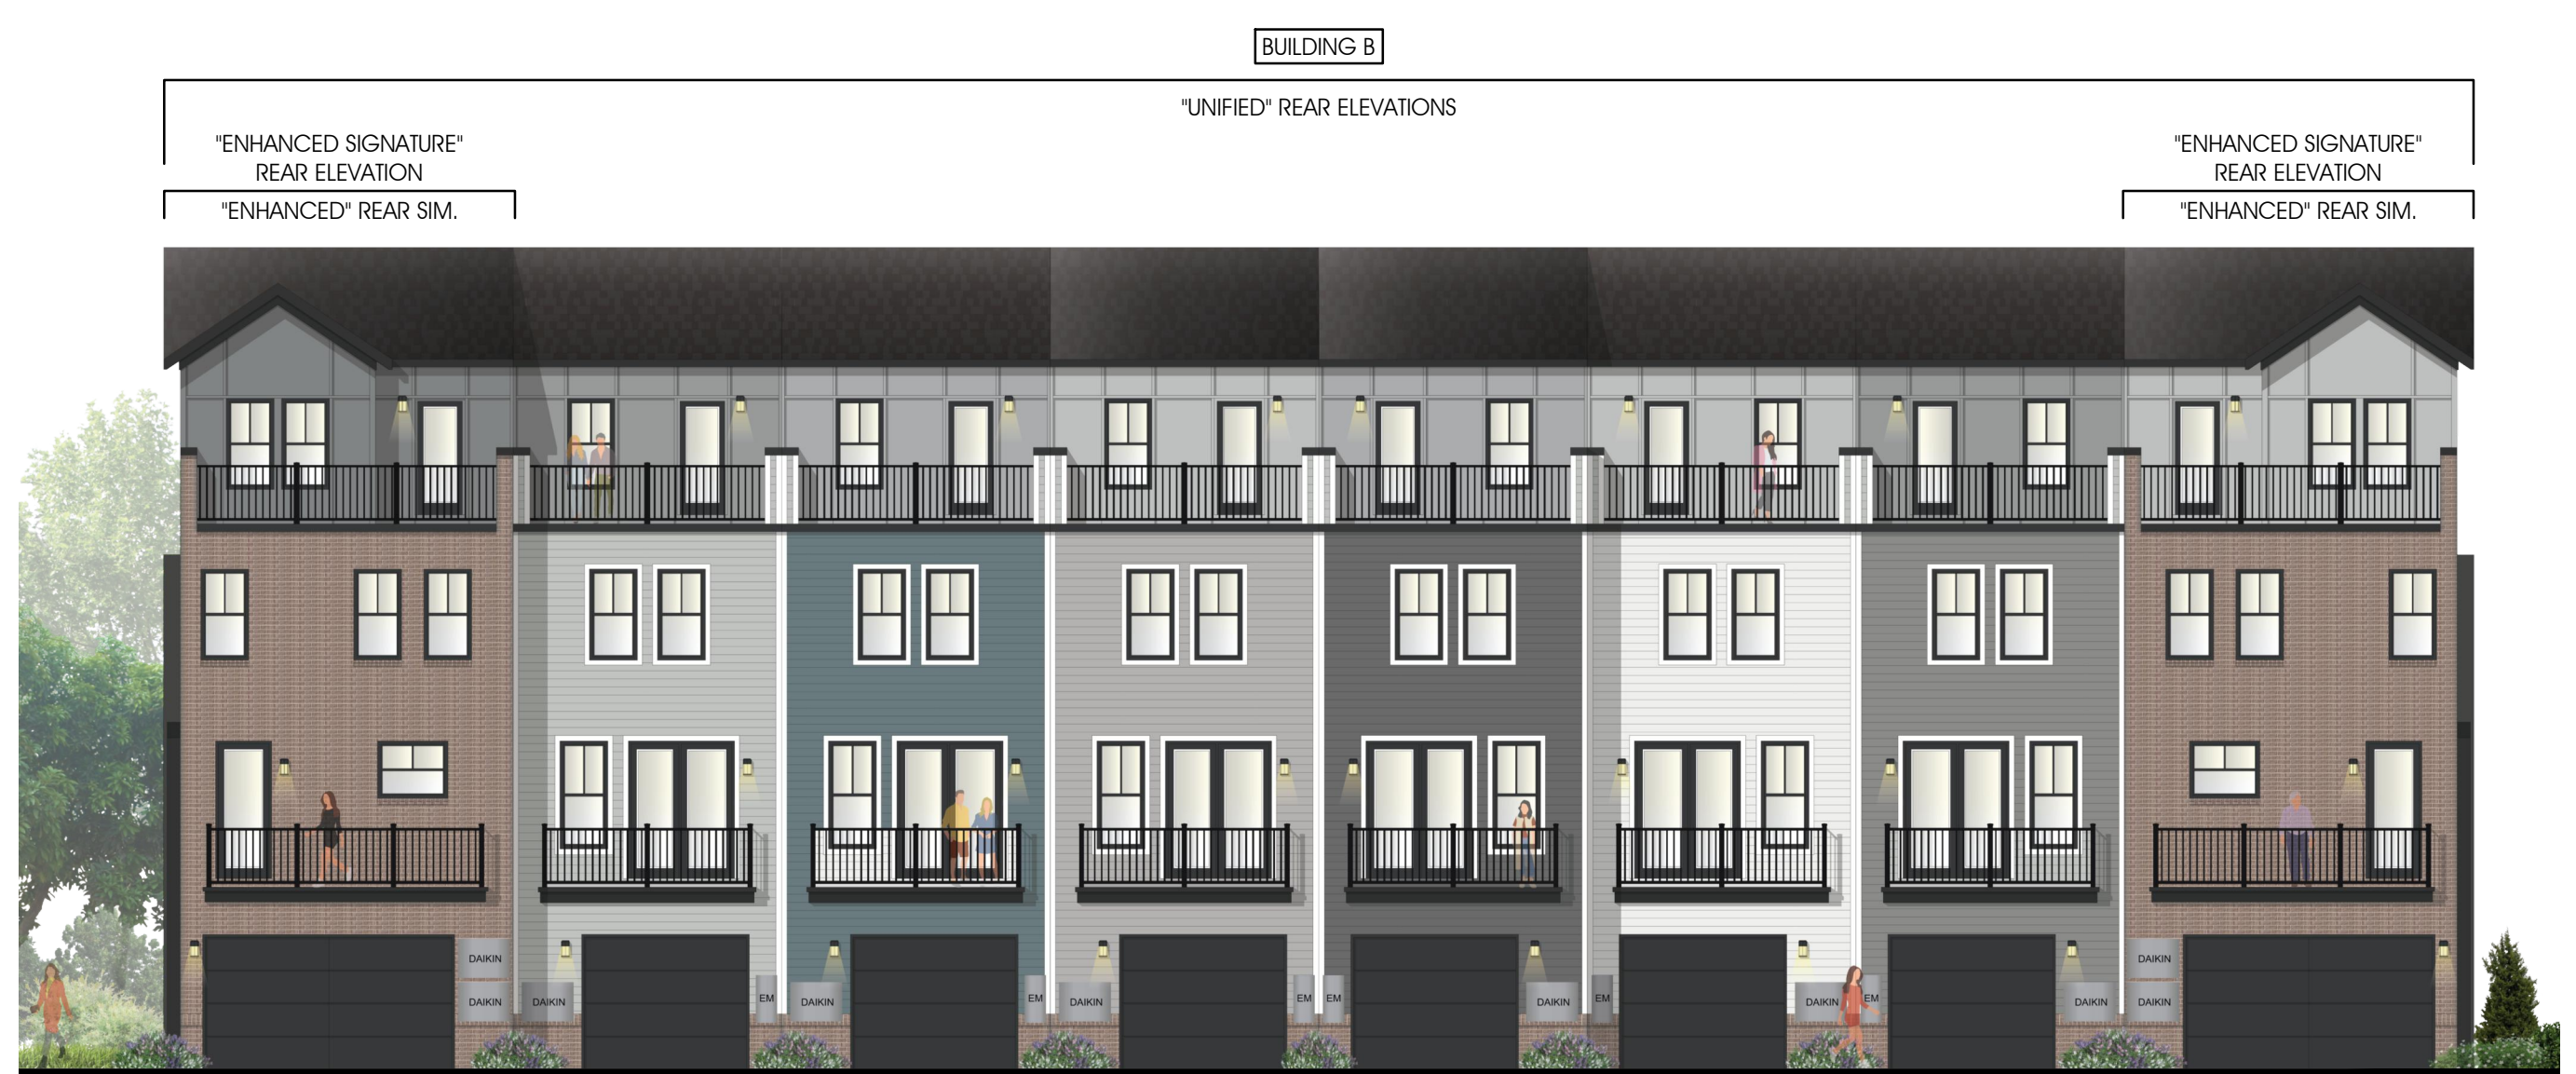 BUILDING B
"UNIFIED" REAR ELEVATIONS
"ENHANCED SIGNATURE"
REAR ELEVATION
"ENHANCED" REAR SIM.
"ENHANCED SIGNATURE"
REAR ELEVATION
"ENHANCED" REAR SIM.
DAIKIN
DAIKIN
DAIKIN
EM
DAIKIN
EM
DAIKIN
EM
EM
DAIKIN
EM
DAIKIN
EM
DAIKIN
DAIKIN
DAIKIN